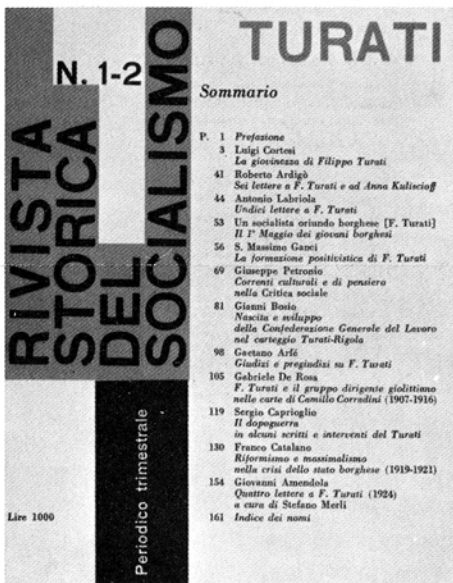 RIVISTA
STORICA
DEL
SOCIALISMO
N. 1-2
Periodico trimestrale
Lire 1000
TURATI
Sommario
P. 1 Prefazione
3 Luigi Cortesi
La giovinezza di Filippo Turati
41 Roberto Ardigò
Sei lettere a F. Turati e ad Anna Kuliscioff
44 Antonio Labriola
Undici lettere a F. Turati
53 Un socialista oriundo borghese [F. Turati]
Il 1° Maggio dei giovani borghesi
56 S. Massimo Ganci
La formazione positivistica di F. Turati
69 Giuseppe Petronio
Correnti culturali e di pensiero
nella Critica sociale
81 Gianni Bosio
Nascita e sviluppo
della Confederazione Generale del Lavoro
nel carteggio Turati-Rigola
98 Gaetano Arfé
Giudizi e pregiudizi su F. Turati
105 Gabriele De Rosa
F. Turati e il gruppo dirigente giolittiano
nelle carte di Camillo Corradini (1907-1916)
119 Sergio Caprioglio
Il dopoguerra
in alcuni scritti e interventi del Turati
130 Franco Catalano
Riformismo e massimalismo
nella crisi dello stato borghese (1919-1921)
154 Giovanni Amendola
Quattro lettere a F. Turati (1924)
a cura di Stefano Merli
161 Indice dei nomi